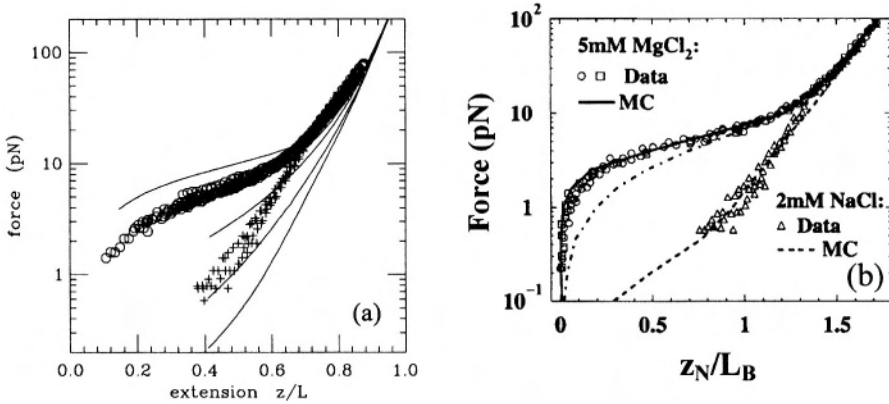 100
10
1
force (pN)
0.0 0.2 0.4 0.6 0.8 1.0
extension z/L
(a)
10²
10¹
1
10⁻¹
Force (pN)
0 0.5 1 1.5
z_N/L_B
5mM MgCl₂:
Data
MC
2mM NaCl:
Data
MC
(b)